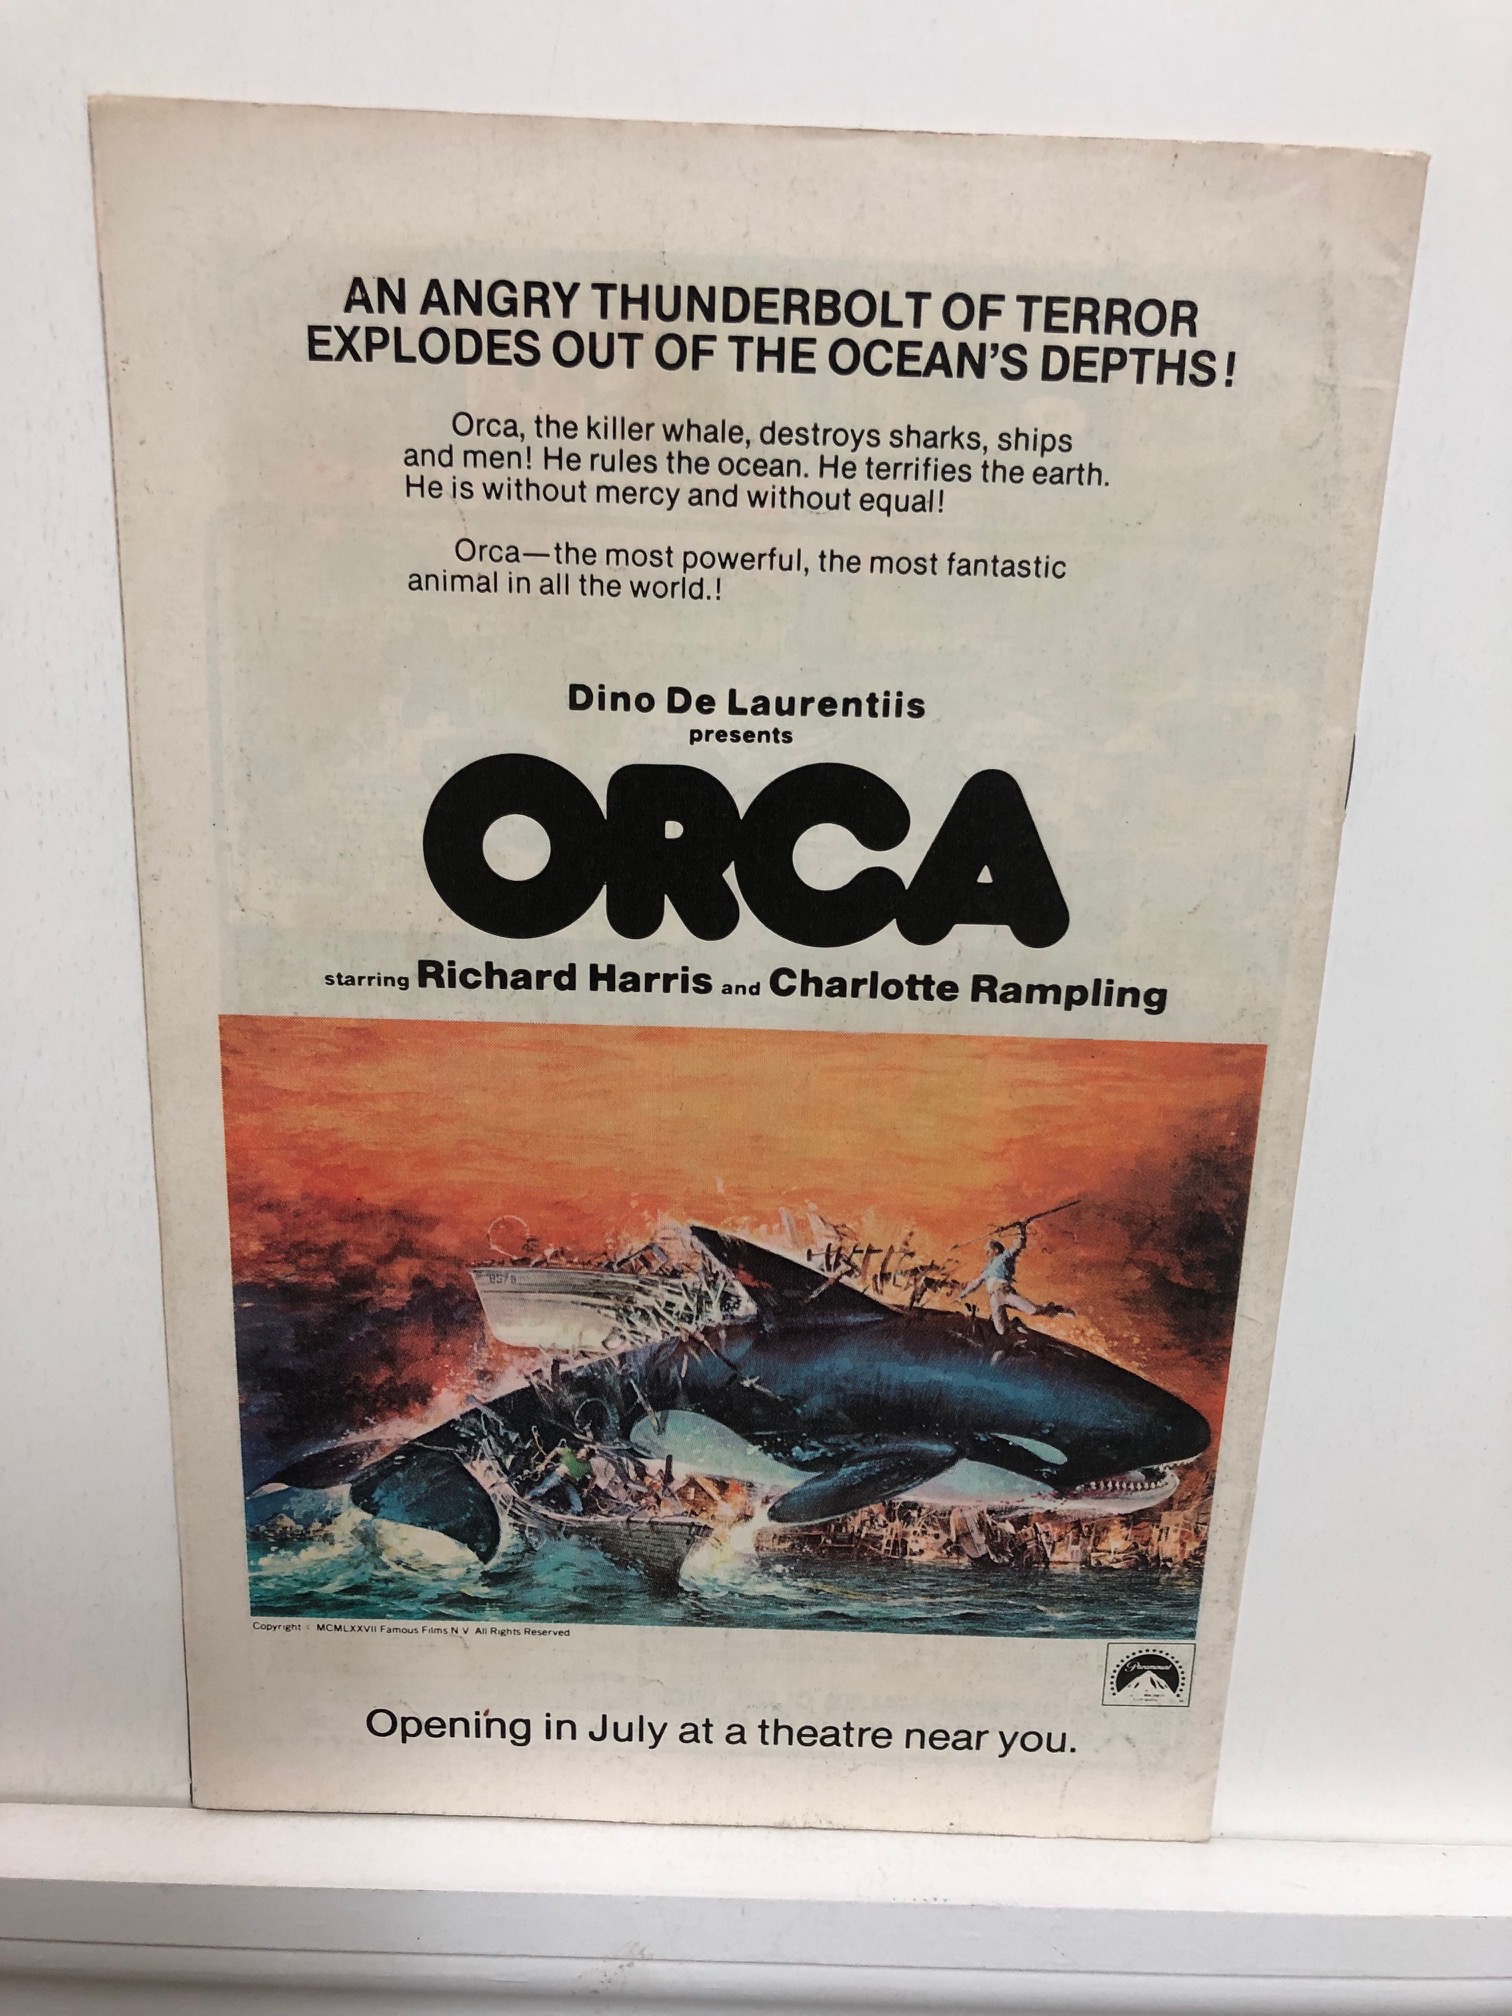 AN ANGRY THUNDERBOLT OF TERROR
EXPLODES OUT OF THE OCEAN'S DEPTHS!
Orca, the killer whale, destroys sharks, ships
and men! He rules the ocean. He terrifies the earth.
He is without mercy and without equal!
Orca—the most powerful, the most fantastic
animal in all the world.!
Dino De Laurentiis
presents
ORCA
starring Richard Harris and Charlotte Rampling
Copyright © MCMLXXVII Famous Films N V All Rights Reserved
Paramount
Opening in July at a theatre near you.